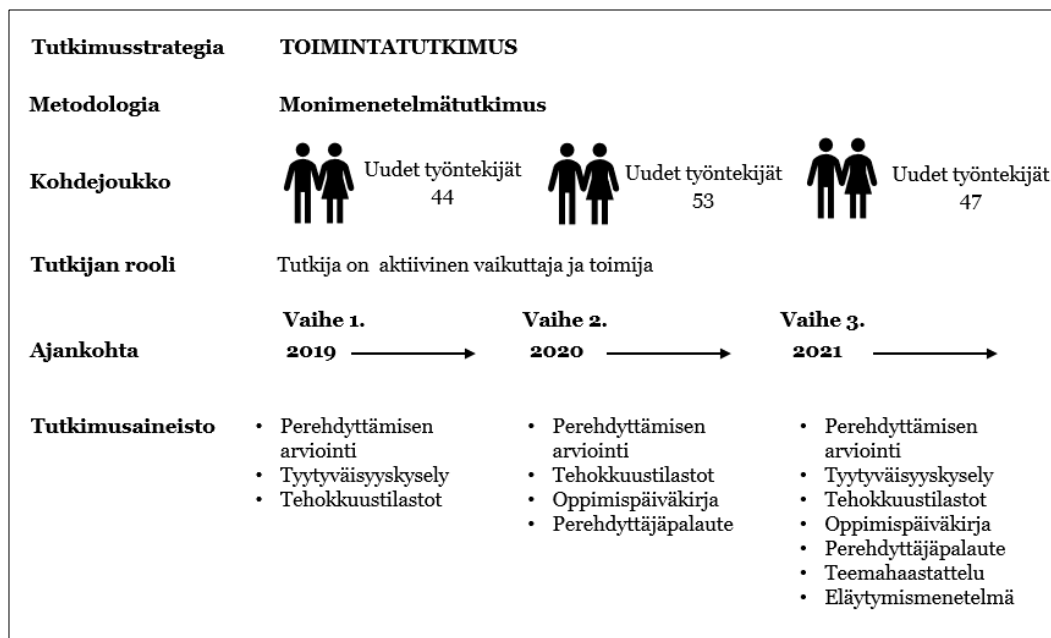 Tutkimusstrategia TOIMINTATUTKIMUS
Metodologia Monimenetelmätutkimus
Kohdejoukko
Uudet työntekijät
44
Uudet työntekijät
53
Uudet työntekijät
47
Tutkijan rooli Tutkija on aktiivinen vaikuttaja ja toimija
Ajankohta
Vaihe 1.
2019
Vaihe 2.
2020
Vaihe 3.
2021
Tutkimusaineisto
• Perehdyttämisen
arviointi
• Tyytyväisyyskysely
• Tehokkuustilastot
• Perehdyttämisen
arviointi
• Tehokkuustilastot
• Oppimispäiväkirja
• Perehdyttäjäpalaute
• Perehdyttämisen
arviointi
• Tyytyväisyyskysely
• Tehokkuustilastot
• Oppimispäiväkirja
• Perehdyttäjäpalaute
• Teemahaastattelu
• Eläytymismenetelmä